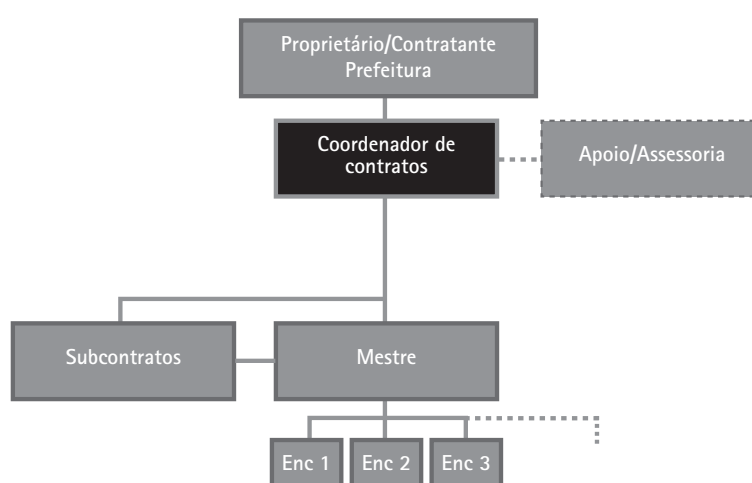 Proprietário/Contratante
Prefeitura
Coordenador de
contratos
Apoio/Assessoria
Subcontratos
Mestre
Enc 1
Enc 2
Enc 3